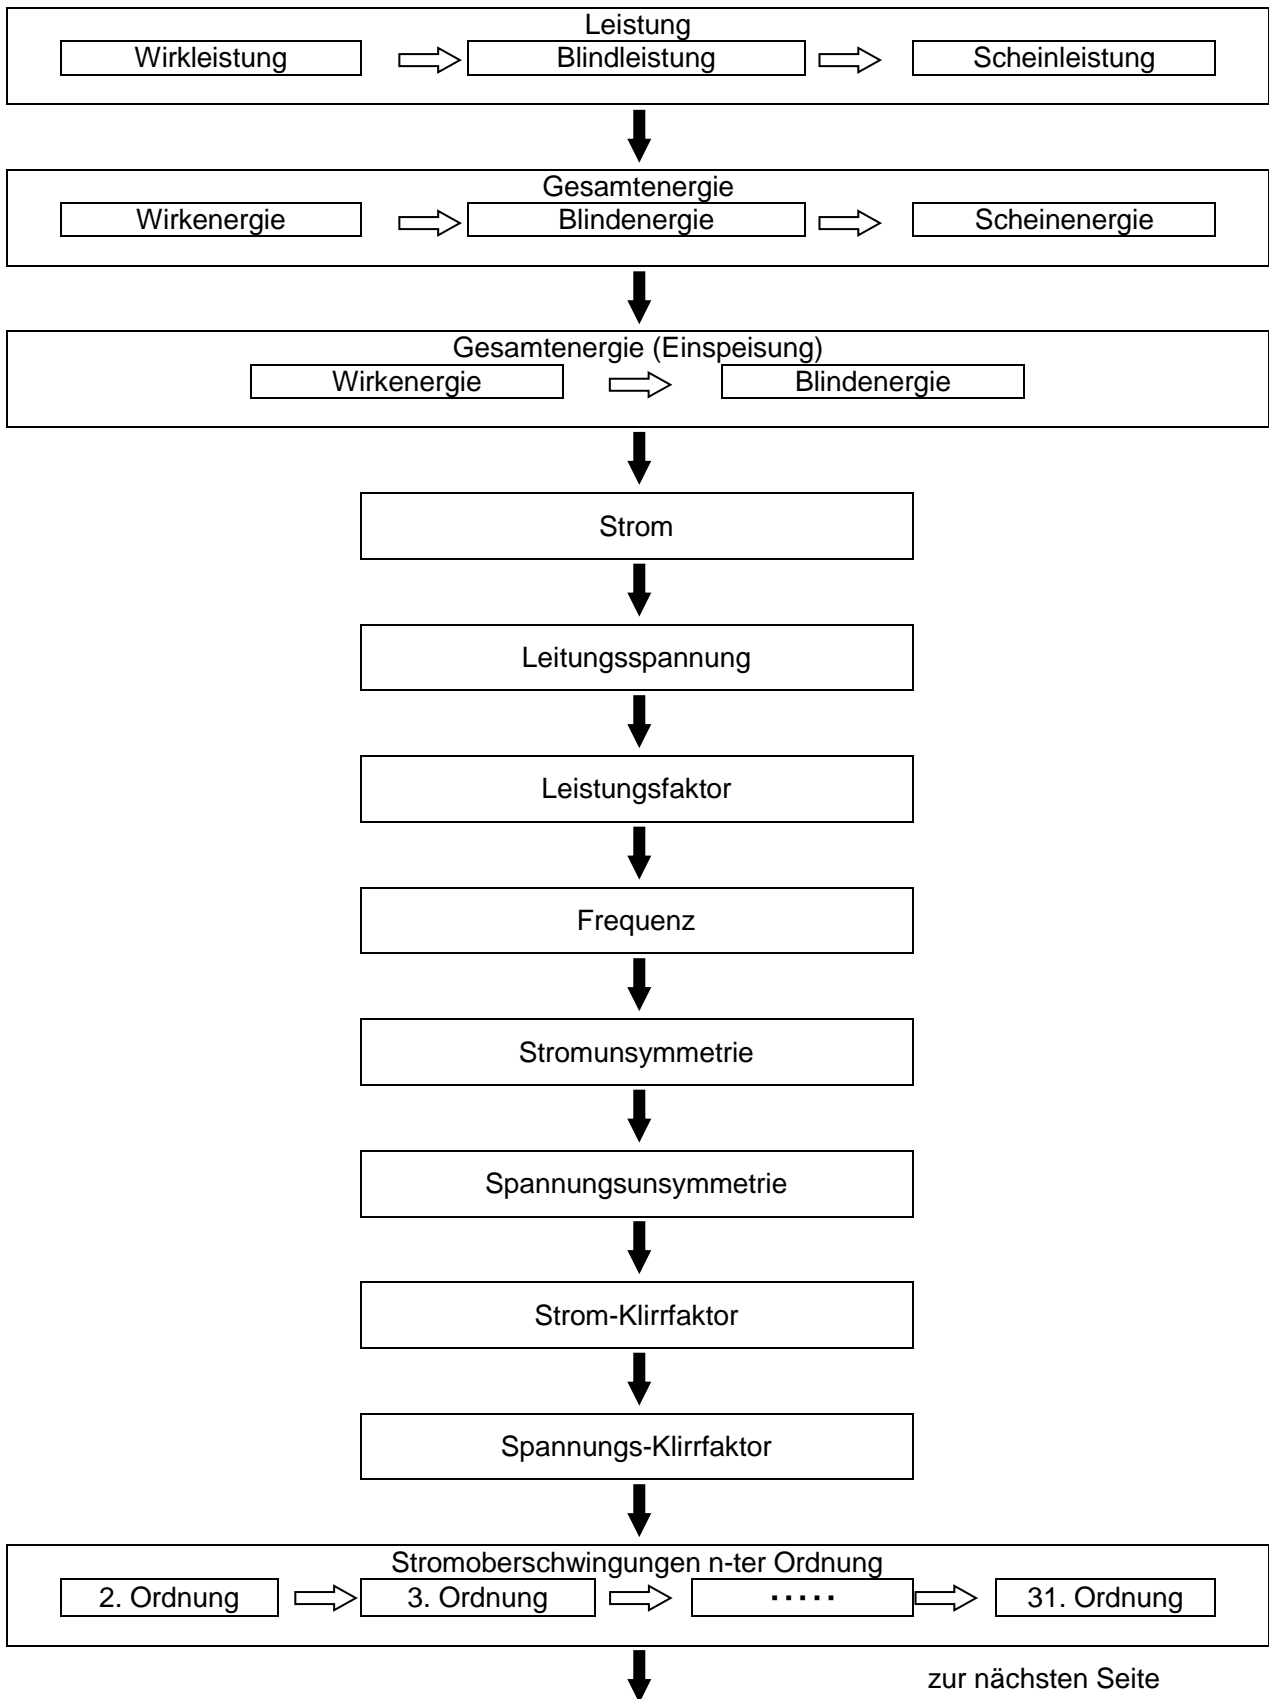 Leistung
Wirkleistung Blindleistung Scheinleistung
Gesamtenergie
Wirkenergie Blindenergie Scheinenergie
Gesamtenergie (Einspeisung)
Wirkenergie Blindenergie
Strom
Leitungsspannung
Leistungsfaktor
Frequenz
Stromunsymmetrie
Spannungsunsymmetrie
Strom-Klirrfaktor
Spannungs-Klirrfaktor
Stromoberschwingungen n-ter Ordnung
2. Ordnung 3. Ordnung ····· 31. Ordnung
zur nächsten Seite